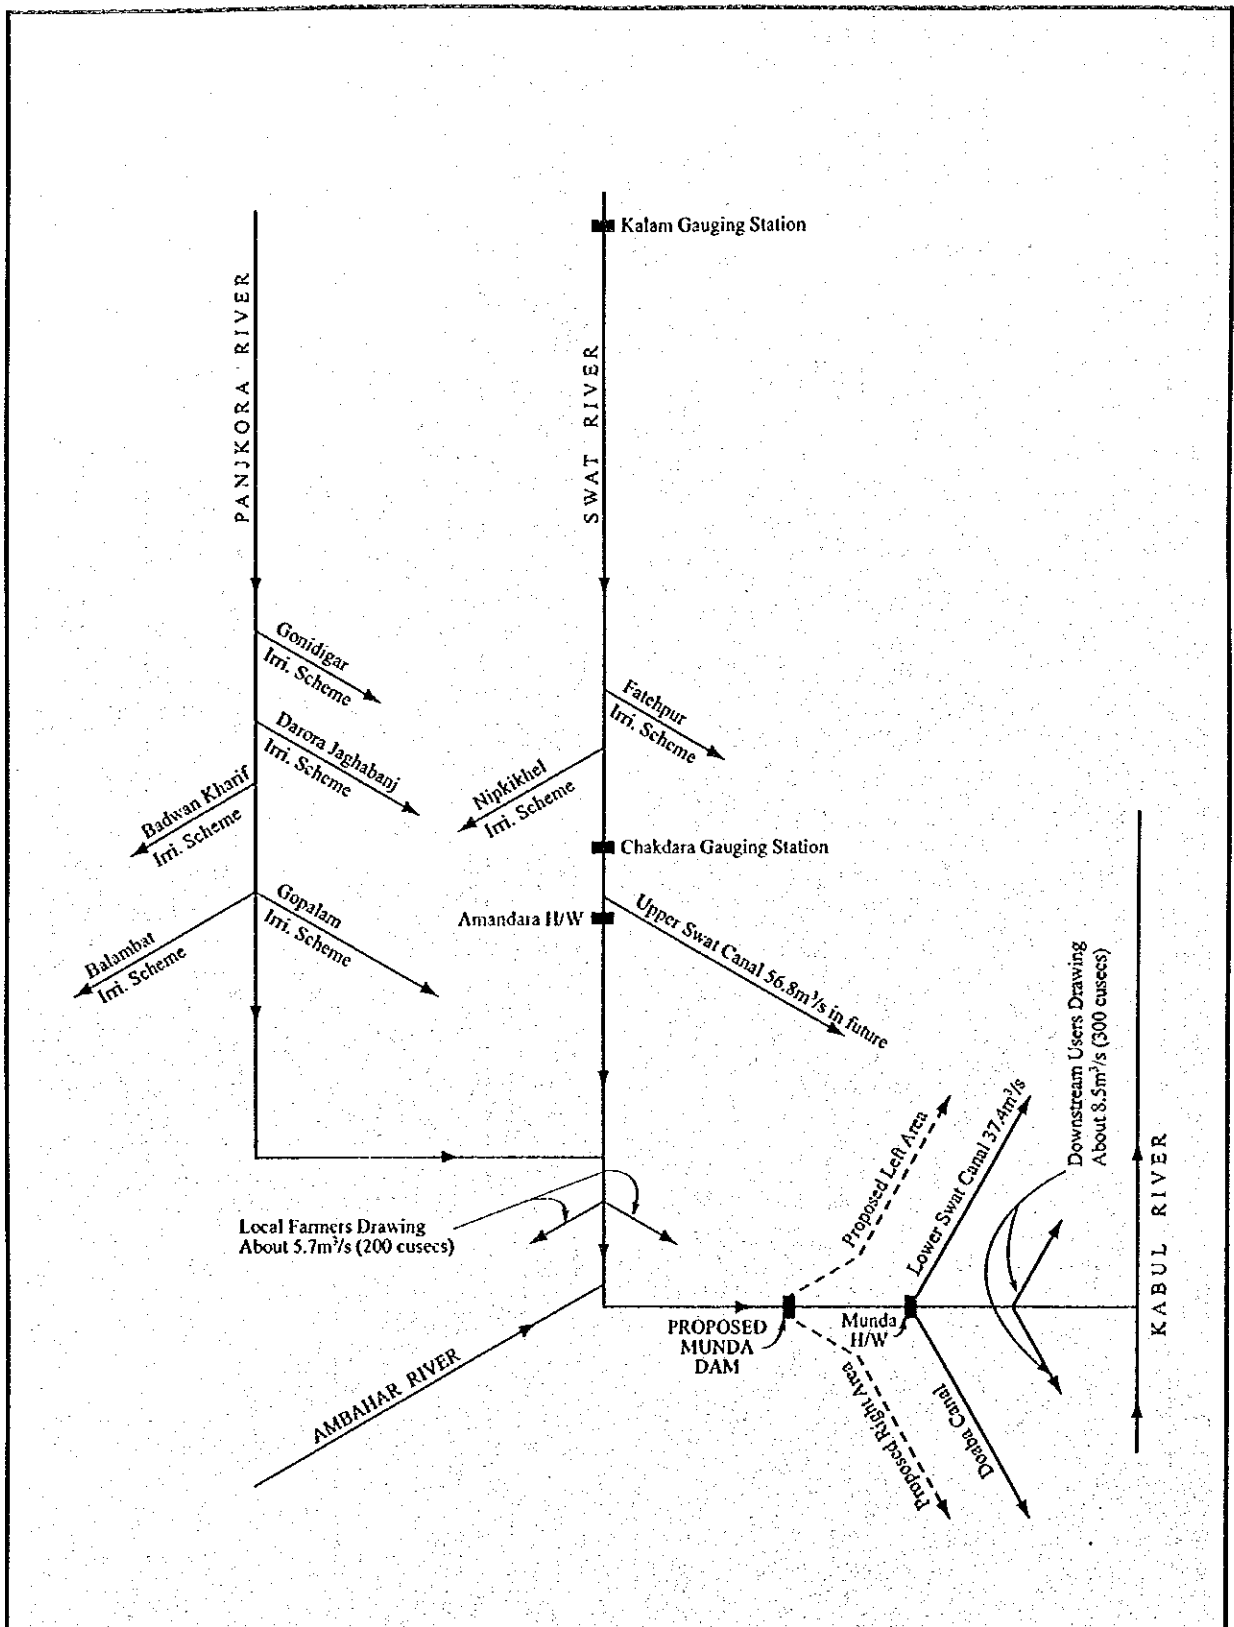 Kalam Gauging Station
PANJKORA RIVER
SWAT RIVER
Gonidigar
Irri. Scheme
Darora Jaghabanj
Irri. Scheme
Badwan Kharif
Irri. Scheme
Fatehpur
Irri. Scheme
Nipkikhel
Irri. Scheme
Chakdara Gauging Station
Amandara H/W
Gopalam
Irri. Scheme
Balambat
Irri. Scheme
Upper Swat Canal 56.8m³/s in future
Downstream Users Drawing
About 8.5m³/s (300 cusecs)
Proposed Left Area
Lower Swat Canal 37.4m³/s
KABUL RIVER
Local Farmers Drawing
About 5.7m³/s (200 cusecs)
PROPOSED
MUNDA
DAM
Munda
H/W
AMBAHAR RIVER
Proposed Right Area
Doaba Canal